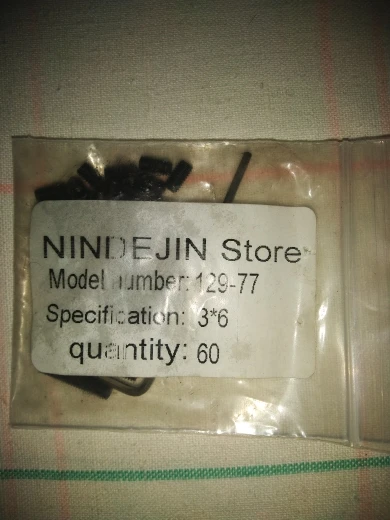 NINDEJIN Store
Model number: 129-77
Specification: 3*6
quantity: 60